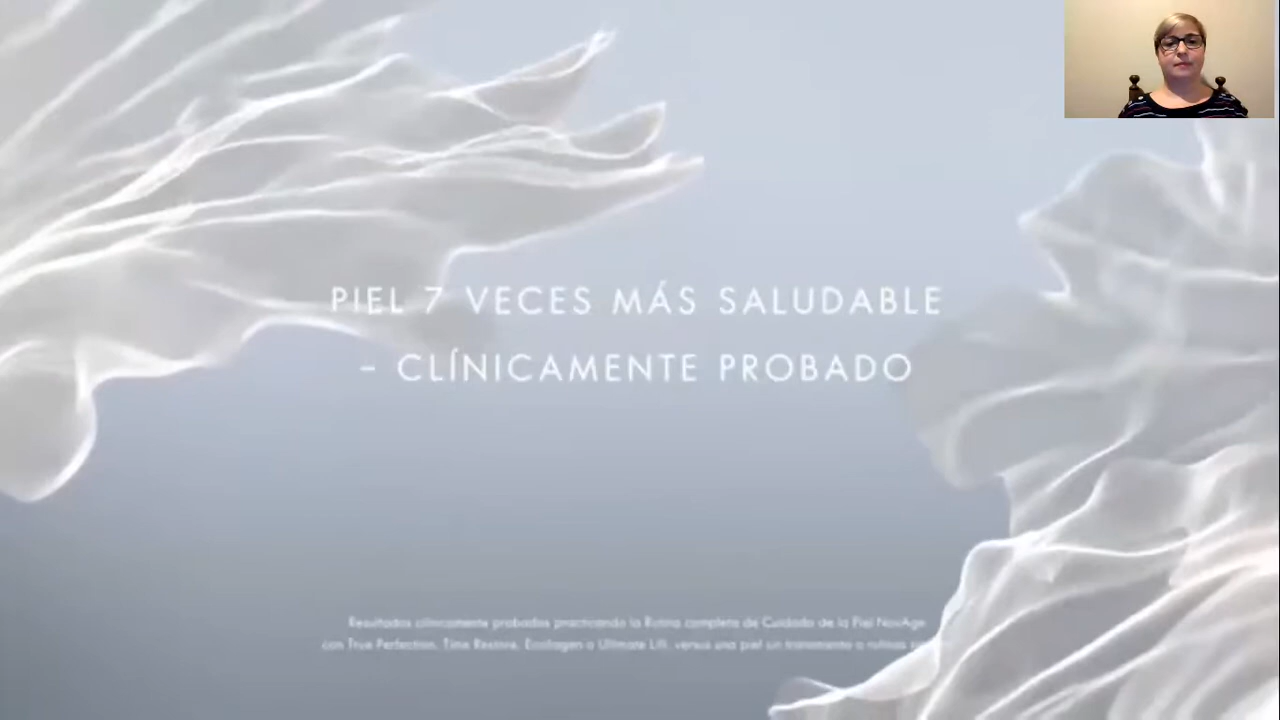 PIEL 7 VECES MÁS SALUDABLE
– CLÍNICAMENTE PROBADO
Resultados clínicamente probados practicando la Rutina completa de Cuidado de la Piel NovAge
con True Perfection, Time Restore, Ecollagen o Ultimate Lift, versus una piel sin tratamiento o rutinas